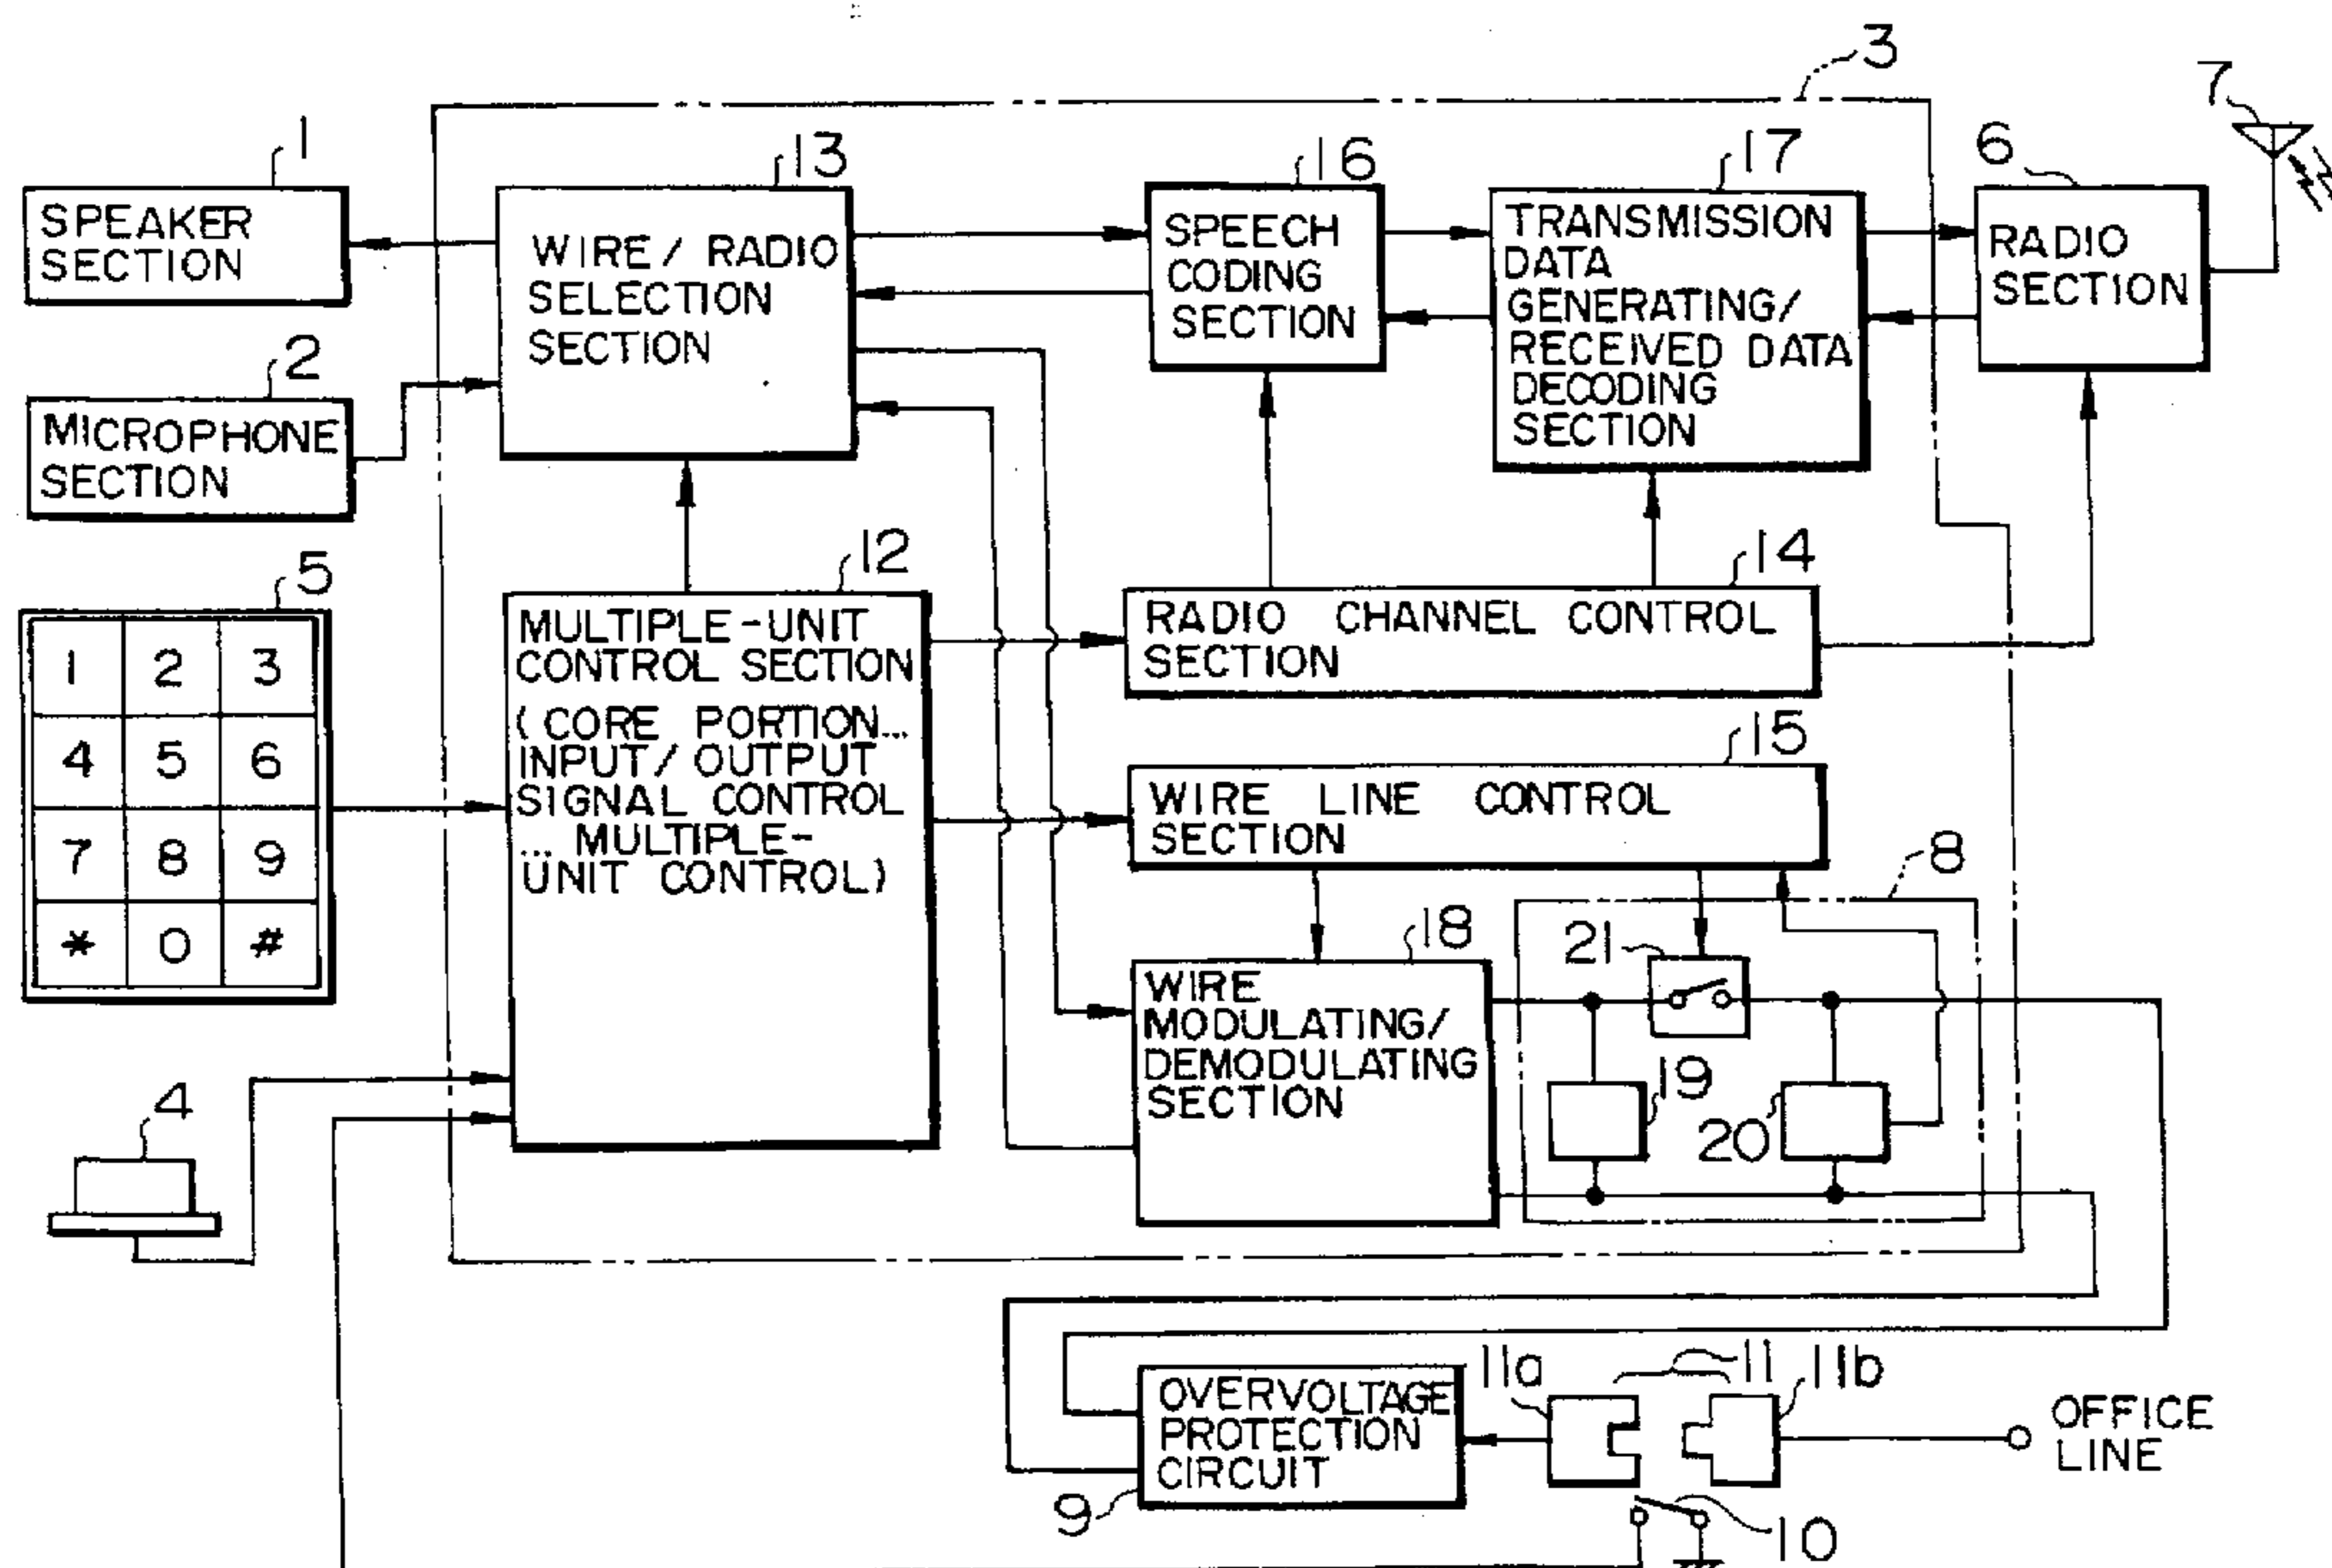 3
7
1
13
16
17
6
SPEAKER
SECTION
WIRE / RADIO
SELECTION
SECTION
SPEECH
CODING
SECTION
TRANSMISSION
DATA
GENERATING/
RECEIVED DATA
DECODING
SECTION
RADIO
SECTION
2
MICROPHONE
SECTION
5
12
14
1 2 3
4 5 6
7 8 9
* 0 #
MULTIPLE-UNIT
CONTROL SECTION
(CORE PORTION...
INPUT/OUTPUT
SIGNAL CONTROL
... MULTIPLE-
UNIT CONTROL)
RADIO CHANNEL CONTROL
SECTION
15
WIRE LINE CONTROL
SECTION
8
18
21
WIRE
MODULATING/
DEMODULATING
SECTION
19
20
4
11
11a
11b
OVERVOLTAGE
PROTECTION
CIRCUIT
OFFICE
LINE
9
10